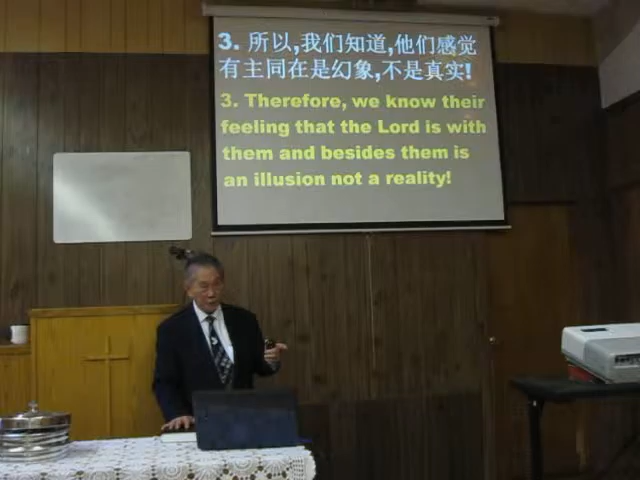 3. 所以,我们知道,他们感觉
有主同在是幻象,不是真实!
3. Therefore, we know their
feeling that the Lord is with
them and besides them is
an illusion not a reality!